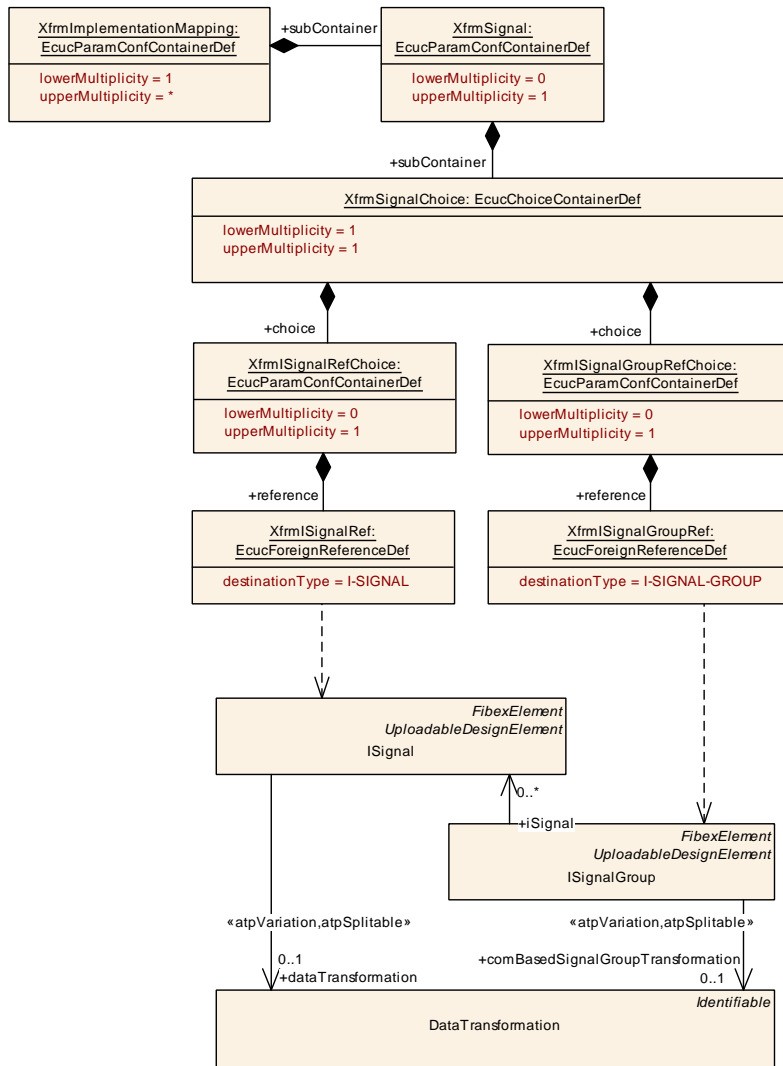 XfrmImplementationMapping:
EcucParamConfContainerDef
lowerMultiplicity = 1
upperMultiplicity = *
+subContainer
XfrmSignal:
EcucParamConfContainerDef
lowerMultiplicity = 0
upperMultiplicity = 1
+subContainer
XfrmSignalChoice: EcucChoiceContainerDef
lowerMultiplicity = 1
upperMultiplicity = 1
+choice
+choice
XfrmISignalRefChoice:
EcucParamConfContainerDef
lowerMultiplicity = 0
upperMultiplicity = 1
XfrmISignalGroupRefChoice:
EcucParamConfContainerDef
lowerMultiplicity = 0
upperMultiplicity = 1
+reference
+reference
XfrmISignalRef:
EcucForeignReferenceDef
destinationType = I-SIGNAL
XfrmISignalGroupRef:
EcucForeignReferenceDef
destinationType = I-SIGNAL-GROUP
FibexElement
UploadableDesignElement
ISignal
0..*
+iSignal
FibexElement
UploadableDesignElement
ISignalGroup
«atpVariation,atpSplitable»
0..1
+dataTransformation
«atpVariation,atpSplitable»
+comBasedSignalGroupTransformation
0..1
Identifiable
DataTransformation